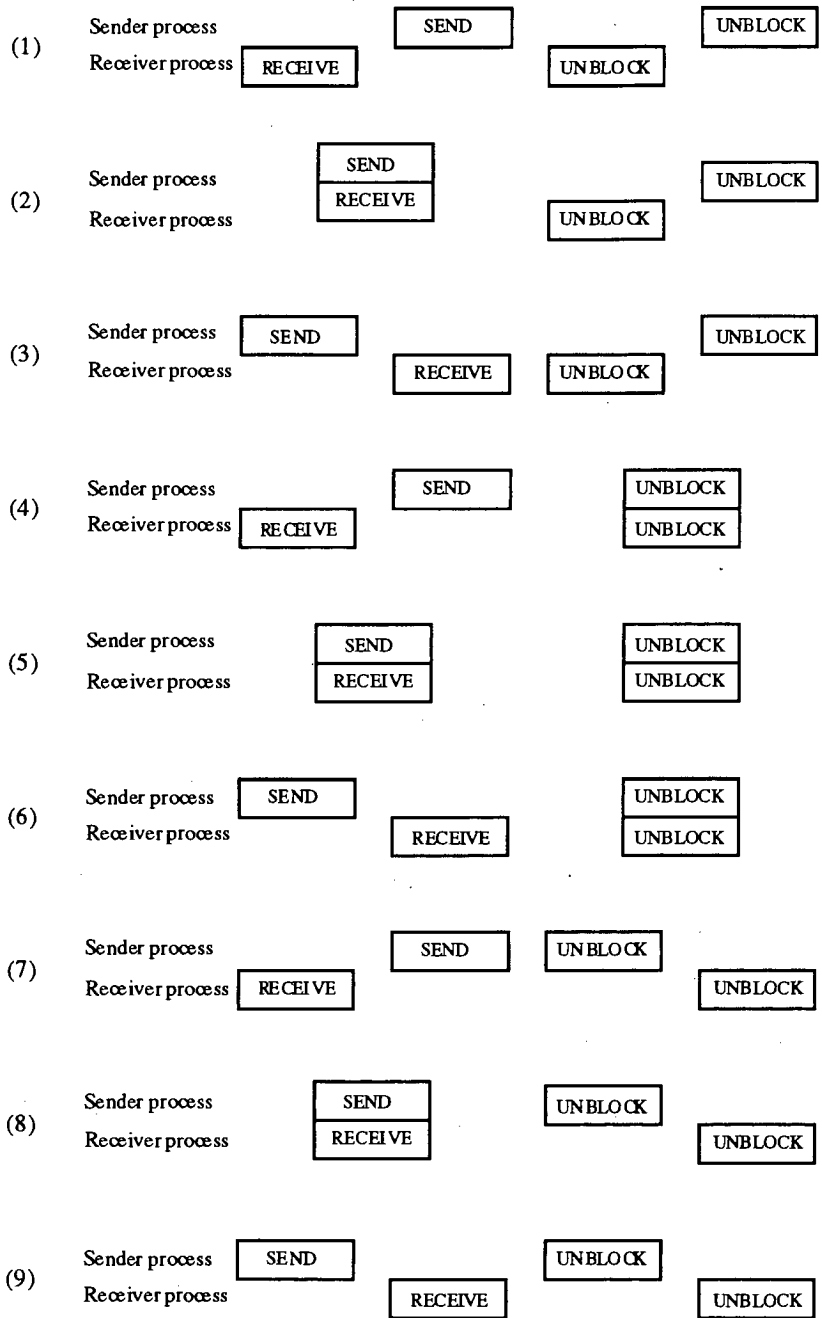 (1) Sender process SEND UNBLOCK
Receiver process RECEIVE UNBLOCK
(2) Sender process SEND UNBLOCK
Receiver process RECEIVE UNBLOCK
(3) Sender process SEND UNBLOCK
Receiver process RECEIVE UNBLOCK
(4) Sender process SEND UNBLOCK
Receiver process RECEIVE UNBLOCK
(5) Sender process SEND UNBLOCK
Receiver process RECEIVE UNBLOCK
(6) Sender process SEND UNBLOCK
Receiver process RECEIVE UNBLOCK
(7) Sender process SEND UNBLOCK
Receiver process RECEIVE UNBLOCK
(8) Sender process SEND UNBLOCK
Receiver process RECEIVE UNBLOCK
(9) Sender process SEND UNBLOCK
Receiver process RECEIVE UNBLOCK